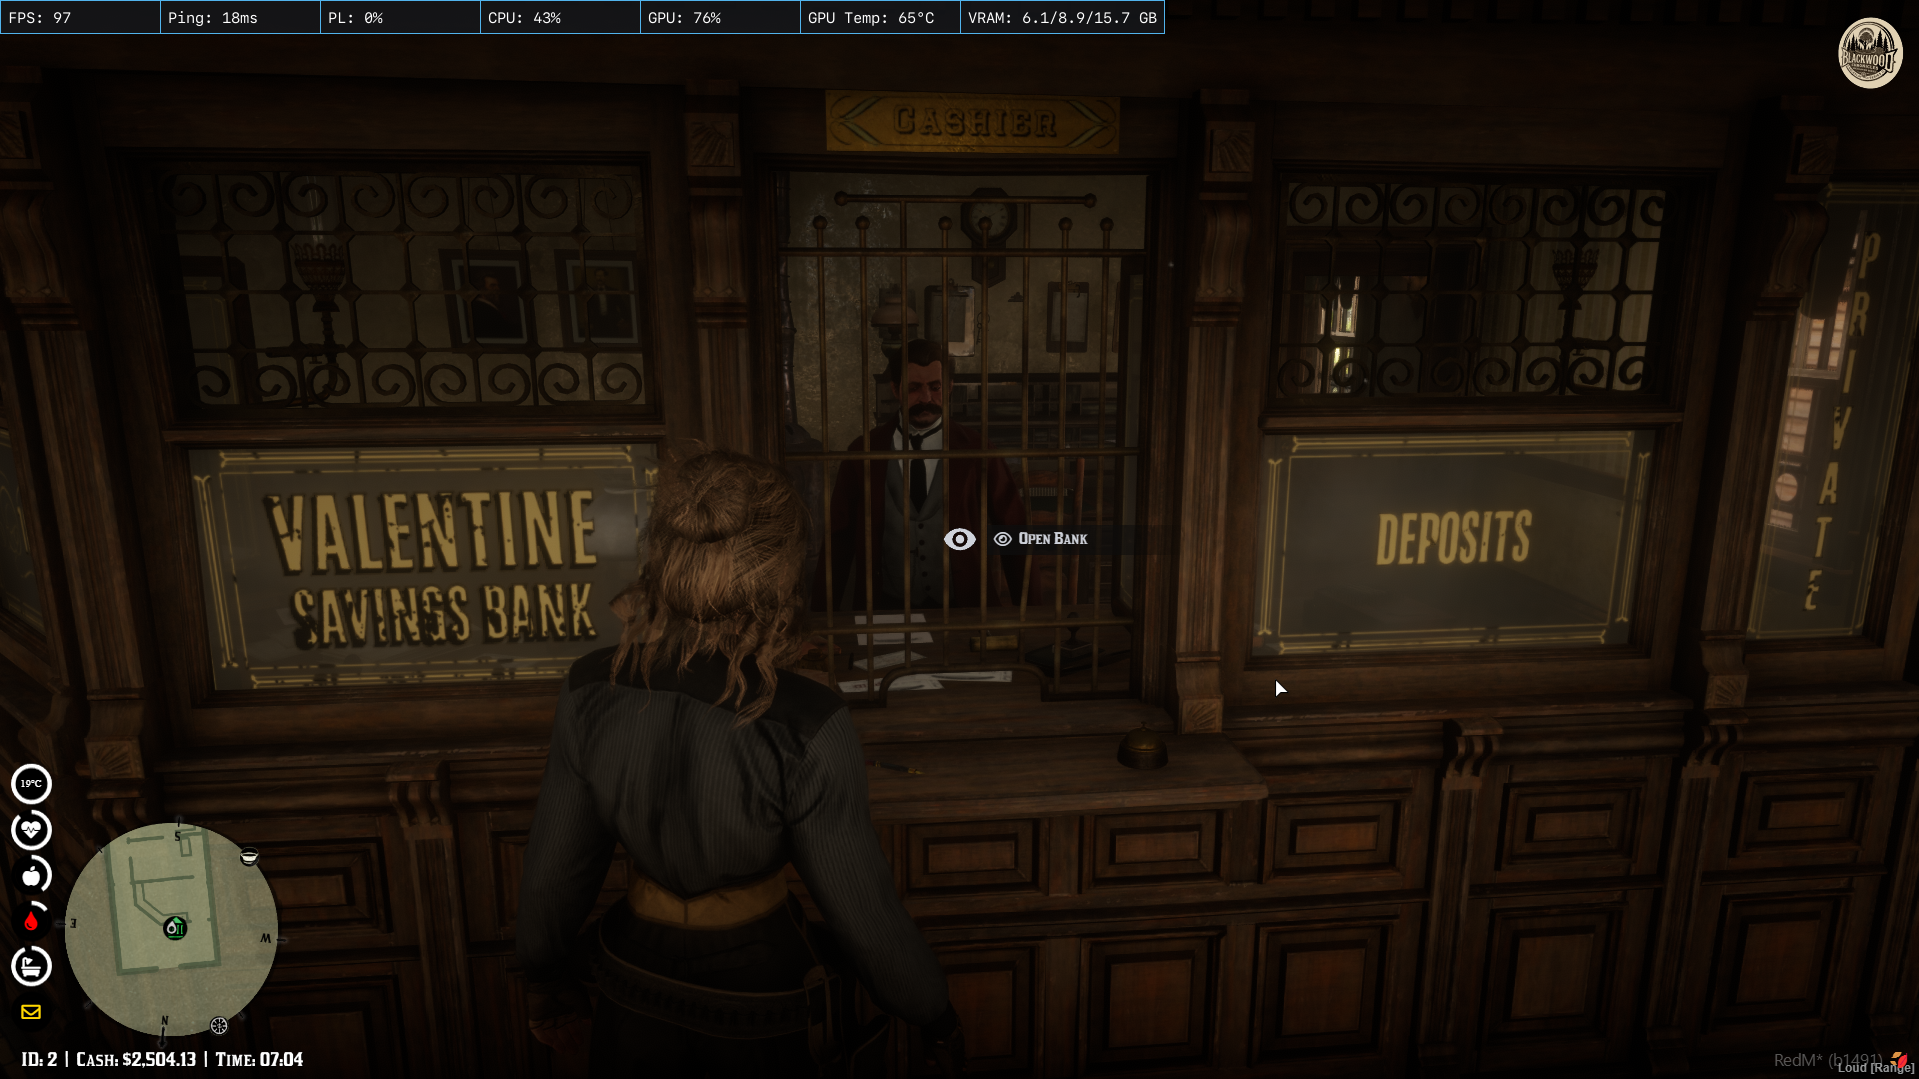 FPS: 97
Ping: 18ms
PL: 0%
CPU: 43%
GPU: 76%
GPU Temp: 65°C
VRAM: 6.1/8.9/15.7 GB
BLACKWOOD
CASHIER
PRIVATE
VALENTINE
SAVINGS BANK
DEPOSITS
OPEN BANK
19°C
S
E
W
N
ID: 2 | CASH: $2,504.13 | TIME: 07:04
RedM* (b1491)
Loud [Range]